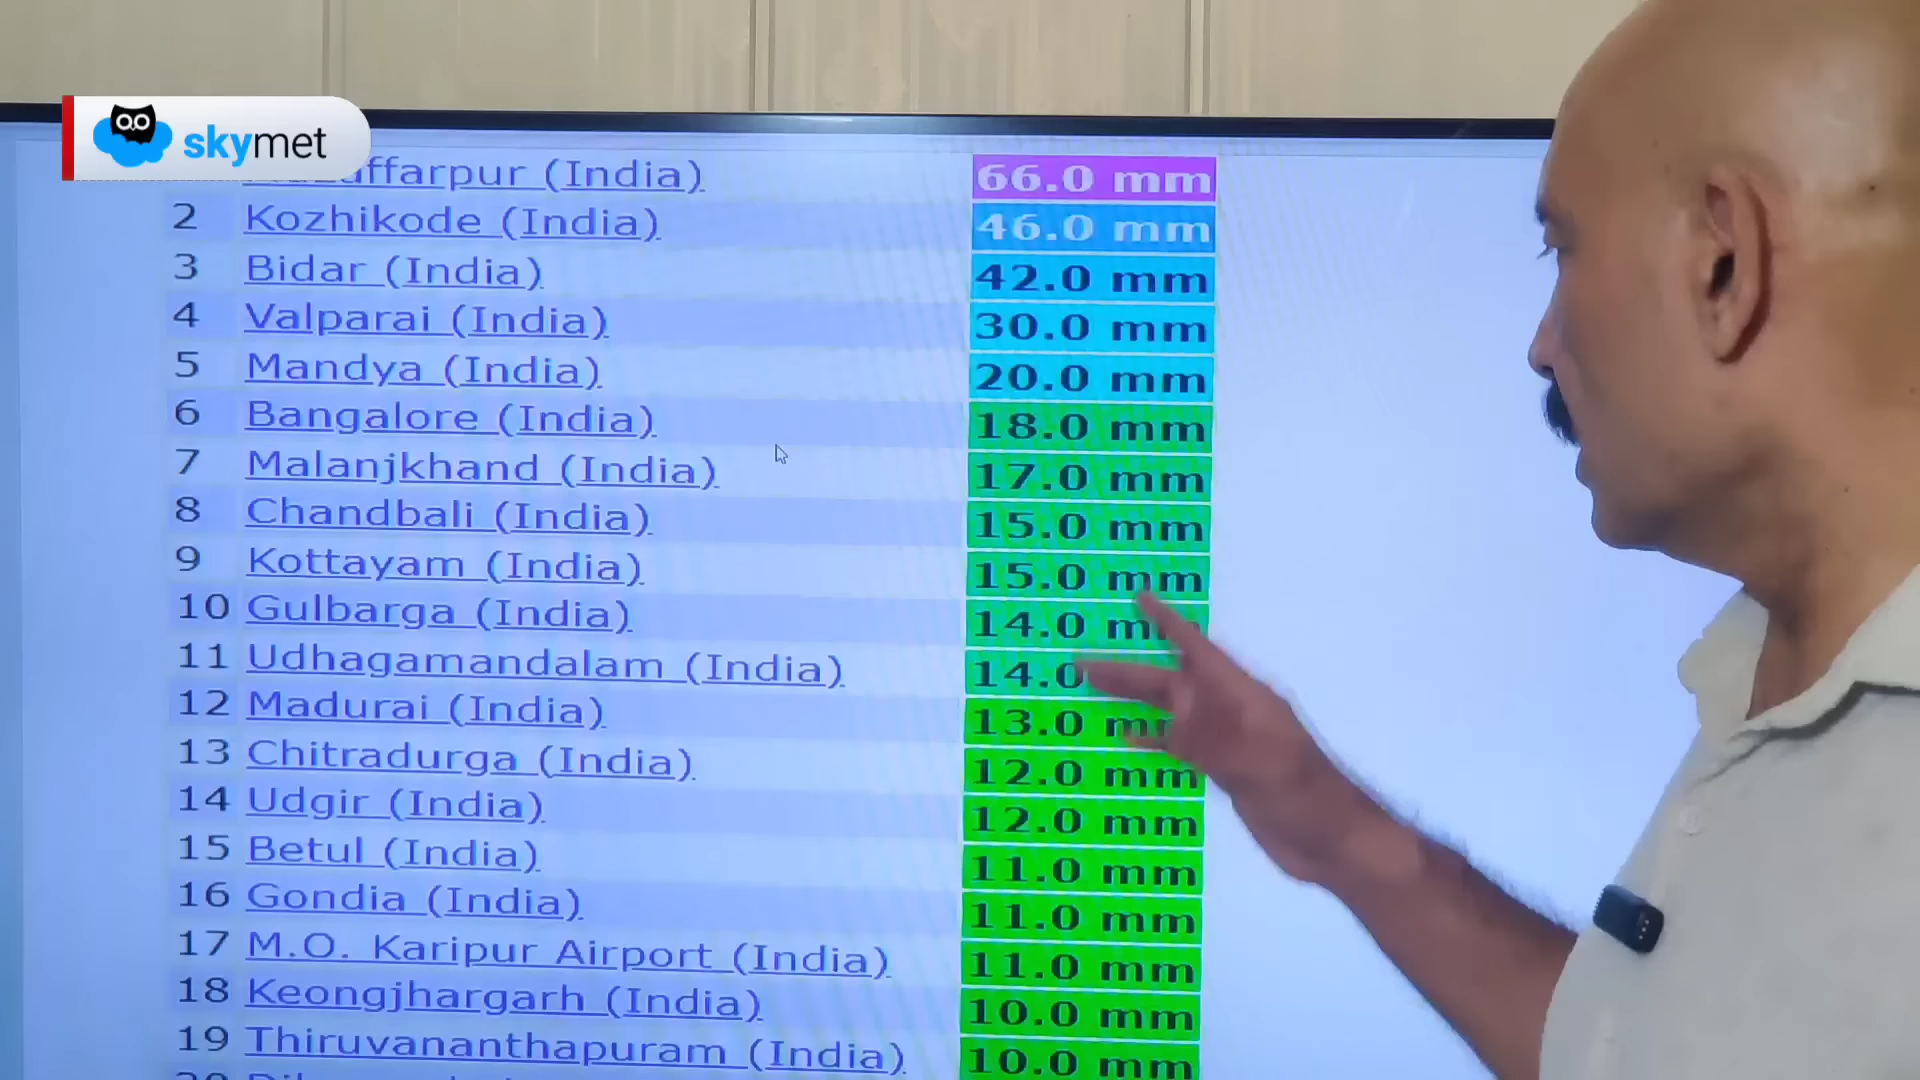 skymet
ffarpur (India) 66.0 mm
2 Kozhikode (India) 46.0 mm
3 Bidar (India) 42.0 mm
4 Valparai (India) 30.0 mm
5 Mandya (India) 20.0 mm
6 Bangalore (India) 18.0 mm
7 Malanjkhand (India) 17.0 mm
8 Chandbali (India) 15.0 mm
9 Kottayam (India) 15.0 mm
10 Gulbarga (India) 14.0 m
11 Udhagamandalam (India) 14.0
12 Madurai (India) 13.0 m
13 Chitradurga (India) 12.0 mm
14 Udgir (India) 12.0 mm
15 Betul (India) 11.0 mm
16 Gondia (India) 11.0 mm
17 M.O. Karipur Airport (India) 11.0 mm
18 Keongjhargarh (India) 10.0 mm
19 Thiruvananthapuram (India) 10.0 mm